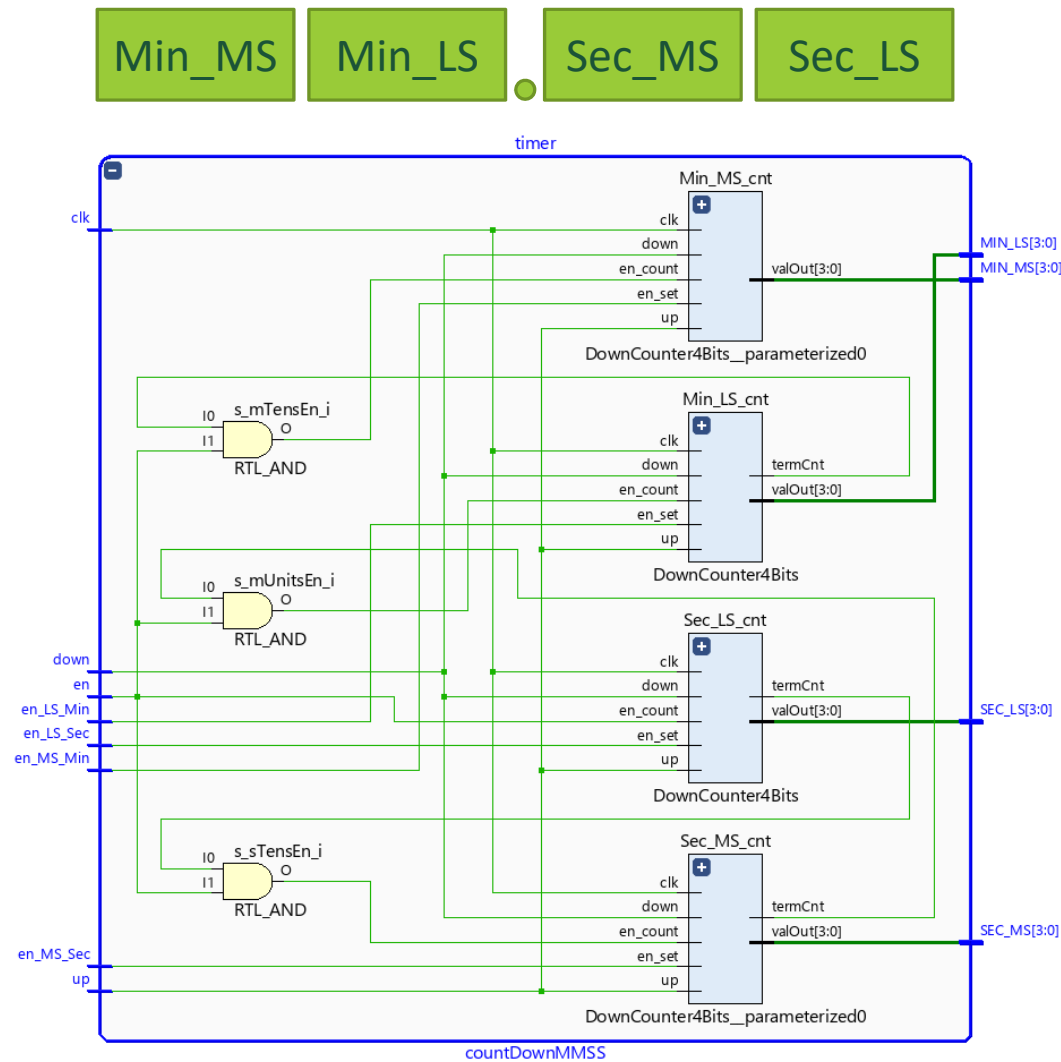 Min_MS Min_LS Sec_MS Sec_LS
timer
Min_MS_cnt
clk
clk
down
en_count
en_set
up
valOut[3:0]
MIN_LS[3:0]
MIN_MS[3:0]
DownCounter4Bits__parameterized0
s_mTensEn_i
I0
I1
O
RTL_AND
Min_LS_cnt
clk
down
en_count
en_set
up
termCnt
valOut[3:0]
DownCounter4Bits
s_mUnitsEn_i
I0
I1
O
RTL_AND
down
en
en_LS_Min
en_LS_Sec
en_MS_Min
Sec_LS_cnt
clk
down
en_count
en_set
up
termCnt
valOut[3:0]
SEC_LS[3:0]
DownCounter4Bits
s_sTensEn_i
I0
I1
O
RTL_AND
en_MS_Sec
up
Sec_MS_cnt
clk
down
en_count
en_set
up
termCnt
valOut[3:0]
SEC_MS[3:0]
DownCounter4Bits__parameterized0
countDownMMSS